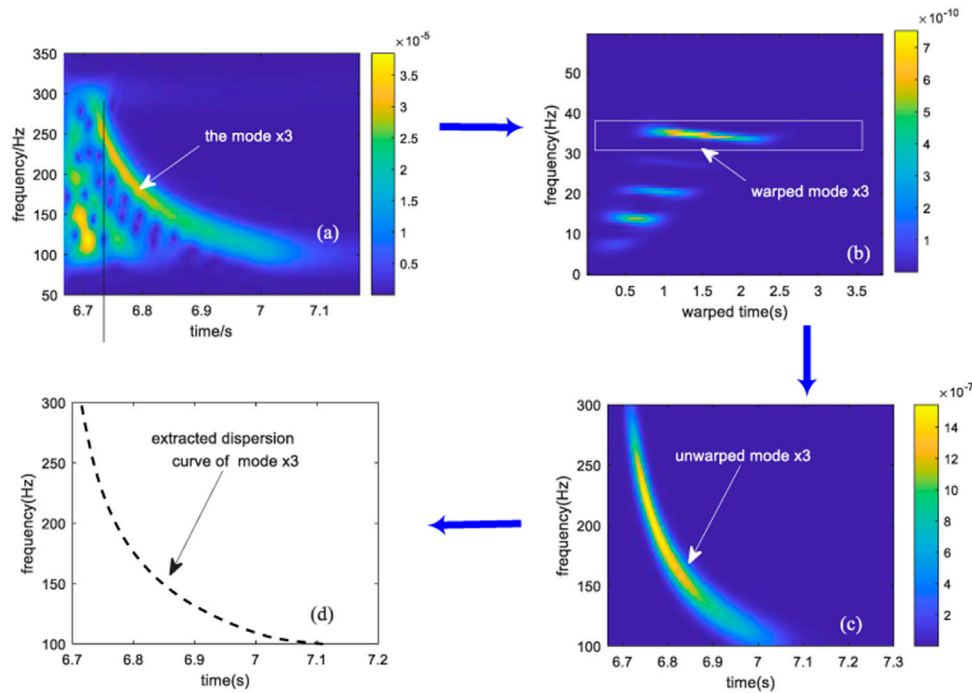 ×10⁻⁵
350
300
250
200
150
100
50
frequency/Hz
the mode x3
(a)
6.7 6.8 6.9 7 7.1
time/s
3.5
3
2.5
2
1.5
1
0.5
×10⁻¹⁰
50
40
30
20
10
0
frequency(Hz)
warped mode x3
(b)
0.5 1 1.5 2 2.5 3 3.5
warped time(s)
7
6
5
4
3
2
1
300
250
200
150
100
frequency(Hz)
extracted dispersion
curve of mode x3
(d)
6.7 6.8 6.9 7 7.1 7.2
time(s)
×10⁻⁷
300
250
200
150
100
frequency(Hz)
unwarped mode x3
(c)
6.7 6.8 6.9 7 7.1 7.2 7.3
time(s)
14
12
10
8
6
4
2